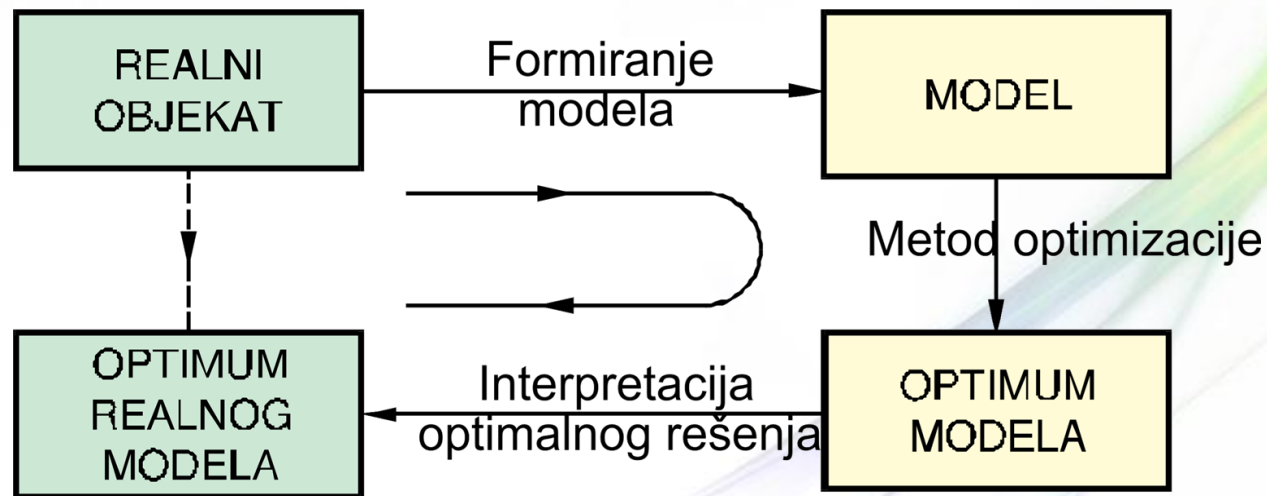 REALNI
OBJEKAT
Formiranje
modela
MODEL
Metod optimizacije
OPTIMUM
REALNOG
MODELA
Interpretacija
optimalnog rešenja
OPTIMUM
MODELA